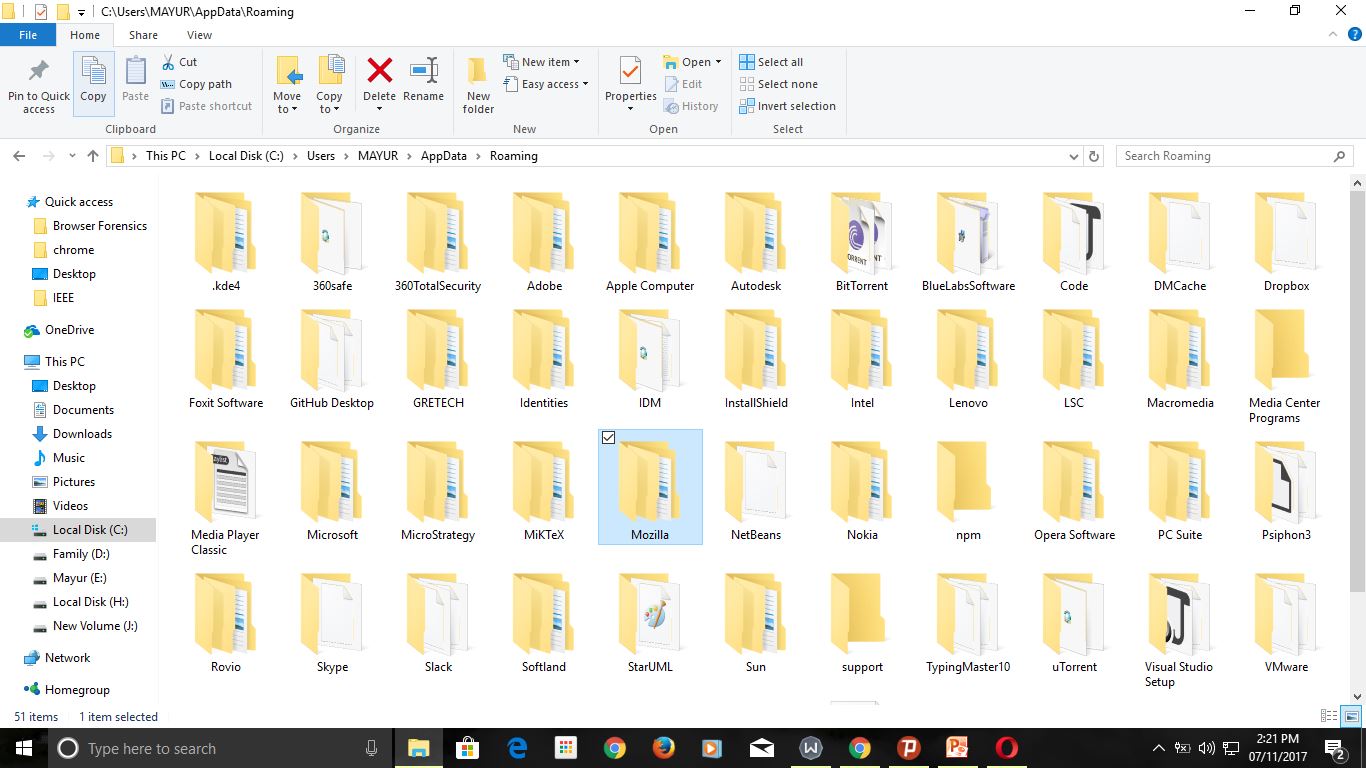 C:\Users\MAYUR\AppData\Roaming
File Home Share View
Pin to Quick access
Copy
Paste
Cut
Copy path
Paste shortcut
Clipboard
Move to
Copy to
Delete
Rename
Organize
New folder
New item
Easy access
New
Properties
Open
Edit
History
Open
Select all
Select none
Invert selection
Select
This PC > Local Disk (C:) > Users > MAYUR > AppData > Roaming
Search Roaming
Quick access
Browser Forensics
chrome
Desktop
IEEE
OneDrive
This PC
Desktop
Documents
Downloads
Music
Pictures
Videos
Local Disk (C:)
Family (D:)
Mayur (E:)
Local Disk (H:)
New Volume (J:)
Network
Homegroup
.kde4 360safe 360TotalSecurity Adobe Apple Computer Autodesk BitTorrent BlueLabsSoftware Code DMCache Dropbox
Foxit Software GitHub Desktop GRETECH Identities IDM InstallShield Intel Lenovo LSC Macromedia Media Center Programs
Media Player Classic Microsoft MicroStrategy MiKTeX Mozilla NetBeans Nokia npm Opera Software PC Suite Psiphon3
Rovio Skype Slack Softland StarUML Sun support TypingMaster10 uTorrent Visual Studio Setup VMware
51 items 1 item selected
Type here to search
2:21 PM
07/11/2017
2